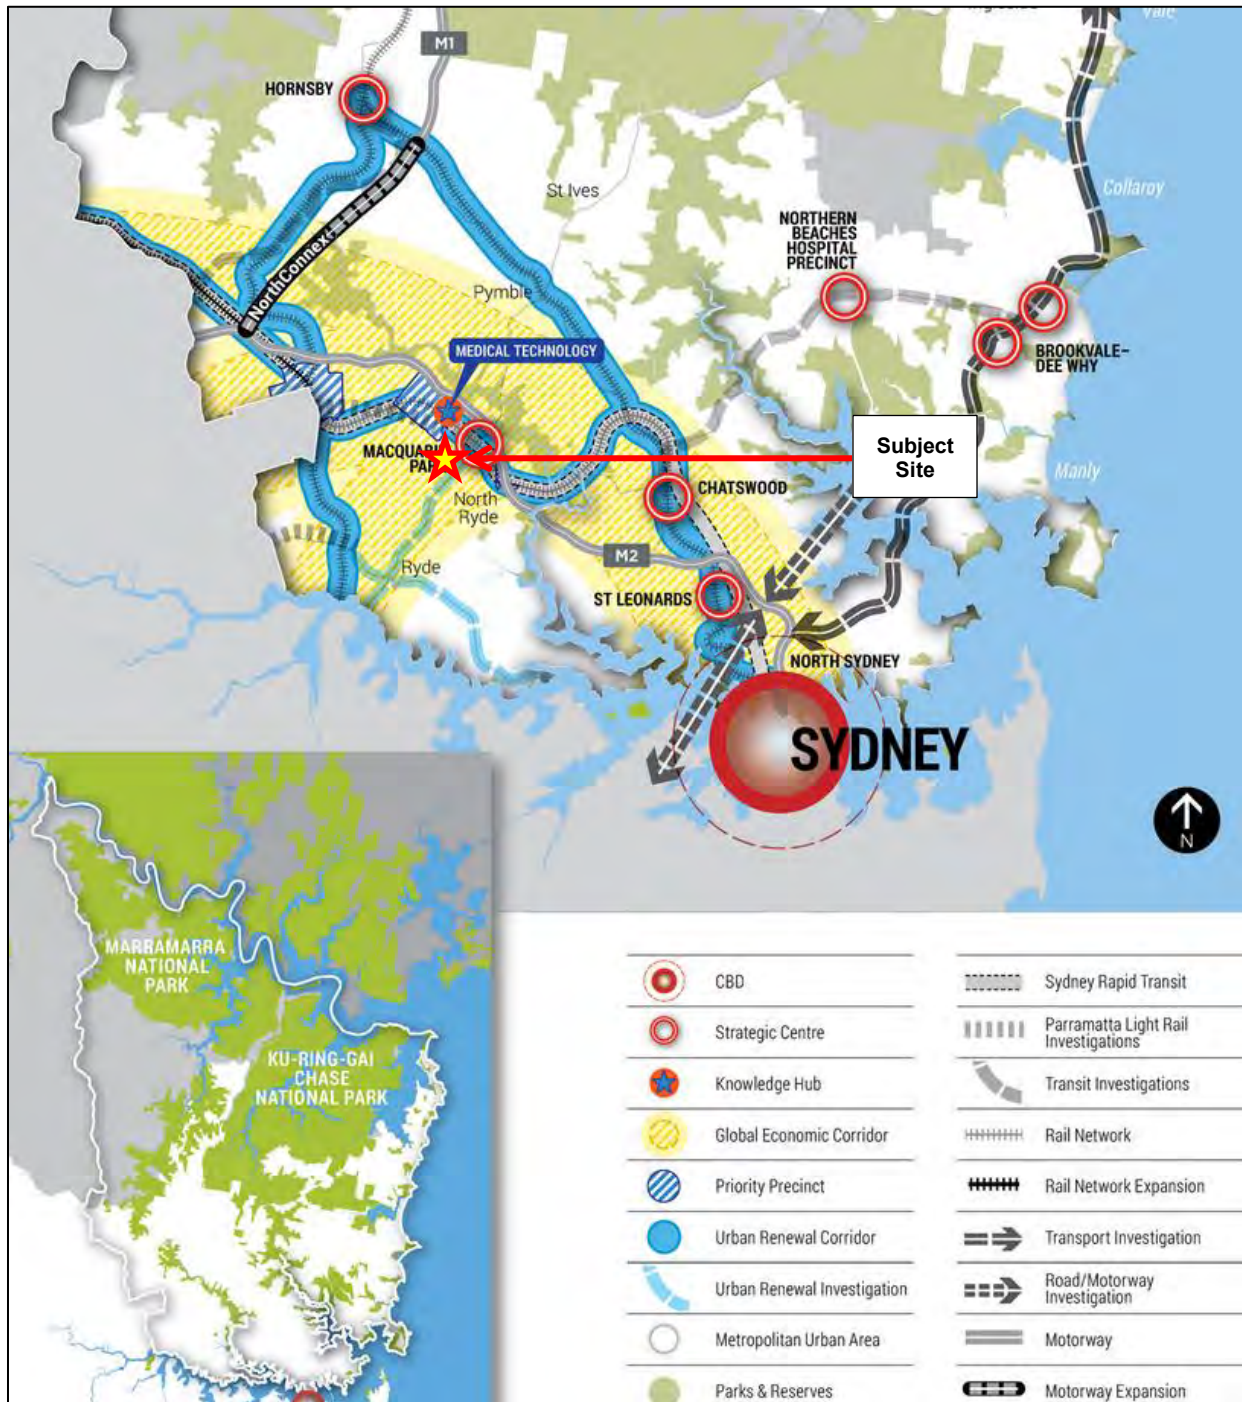 Vale
M1
HORNSBY
St Ives
Collaroy
NORTHERN
BEACHES
HOSPITAL
PRECINCT
NorthConnex
Pymble
MEDICAL TECHNOLOGY
BROOKVALE–
DEE WHY
Subject
Site
MACQUARIE
PARK
Manly
CHATSWOOD
North
Ryde
M2
Ryde
ST LEONARDS
NORTH SYDNEY
SYDNEY
N
MARRAMARRA
NATIONAL
PARK
KU-RING-GAI
CHASE
NATIONAL PARK
CBD
Strategic Centre
Knowledge Hub
Global Economic Corridor
Priority Precinct
Urban Renewal Corridor
Urban Renewal Investigation
Metropolitan Urban Area
Parks & Reserves
Sydney Rapid Transit
Parramatta Light Rail
Investigations
Transit Investigations
Rail Network
Rail Network Expansion
Transport Investigation
Road/Motorway
Investigation
Motorway
Motorway Expansion